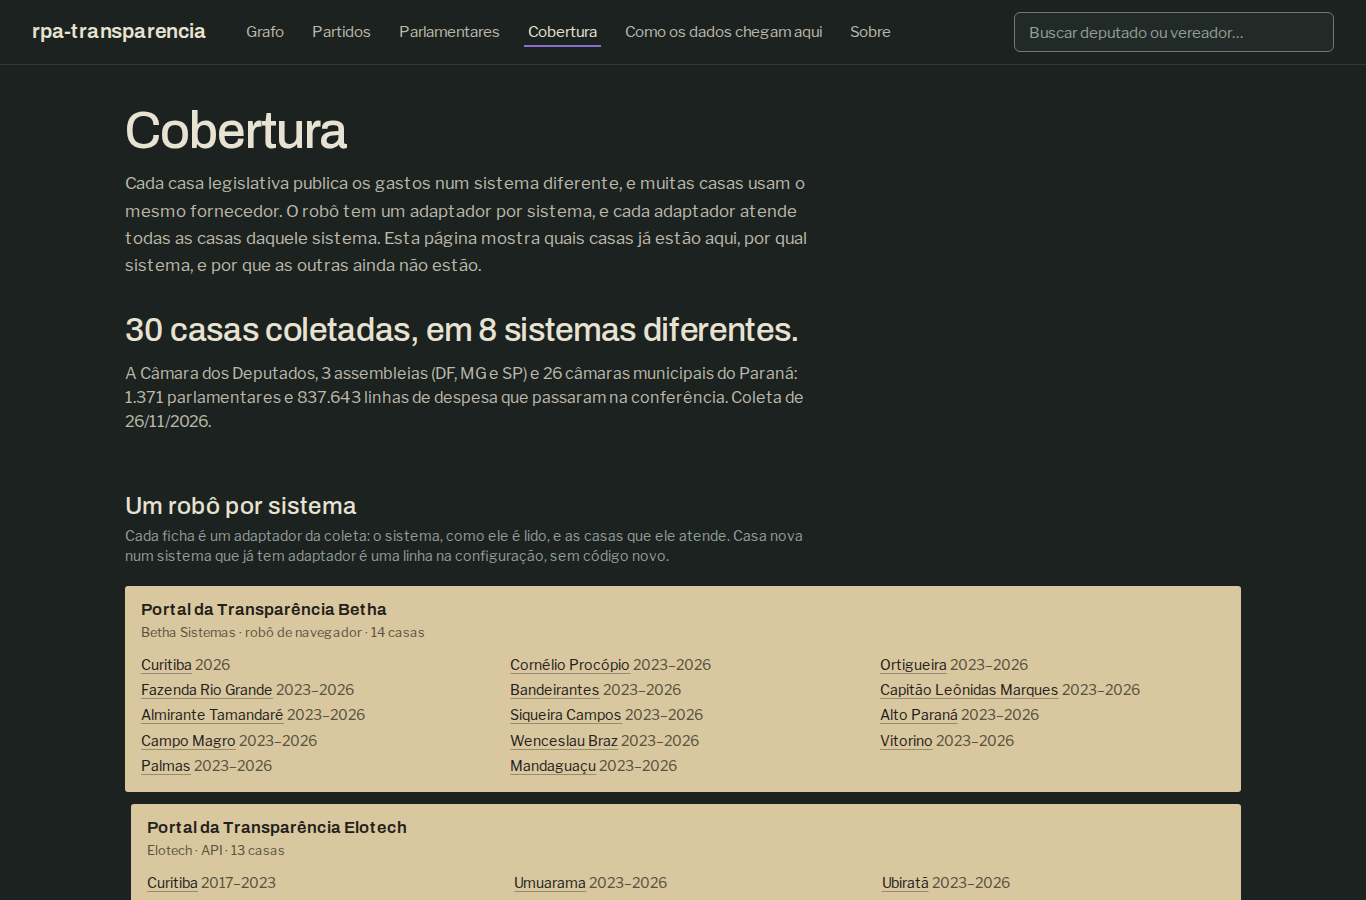 rpa-transparencia
Grafo
Partidos
Parlamentares
Cobertura
Como os dados chegam aqui
Sobre
Buscar deputado ou vereador...
Cobertura
Cada casa legislativa publica os gastos num sistema diferente, e muitas casas usam o
mesmo fornecedor. O robô tem um adaptador por sistema, e cada adaptador atende
todas as casas daquele sistema. Esta página mostra quais casas já estão aqui, por qual
sistema, e por que as outras ainda não estão.
30 casas coletadas, em 8 sistemas diferentes.
A Câmara dos Deputados, 3 assembleias (DF, MG e SP) e 26 câmaras municipais do Paraná:
1.371 parlamentares e 837.643 linhas de despesa que passaram na conferência. Coleta de
26/11/2026.
Um robô por sistema
Cada ficha é um adaptador da coleta: o sistema, como ele é lido, e as casas que ele atende. Casa nova
num sistema que já tem adaptador é uma linha na configuração, sem código novo.
Portal da Transparência Betha
Betha Sistemas · robô de navegador · 14 casas
Curitiba 2026
Fazenda Rio Grande 2023–2026
Almirante Tamandaré 2023–2026
Campo Magro 2023–2026
Palmas 2023–2026
Cornélio Procópio 2023–2026
Bandeirantes 2023–2026
Siqueira Campos 2023–2026
Wenceslau Braz 2023–2026
Mandaguaçu 2023–2026
Ortigueira 2023–2026
Capitão Leônidas Marques 2023–2026
Alto Paraná 2023–2026
Vitorino 2023–2026
Portal da Transparência Elotech
Elotech · API · 13 casas
Curitiba 2017–2023
Umuarama 2023–2026
Ubiratã 2023–2026